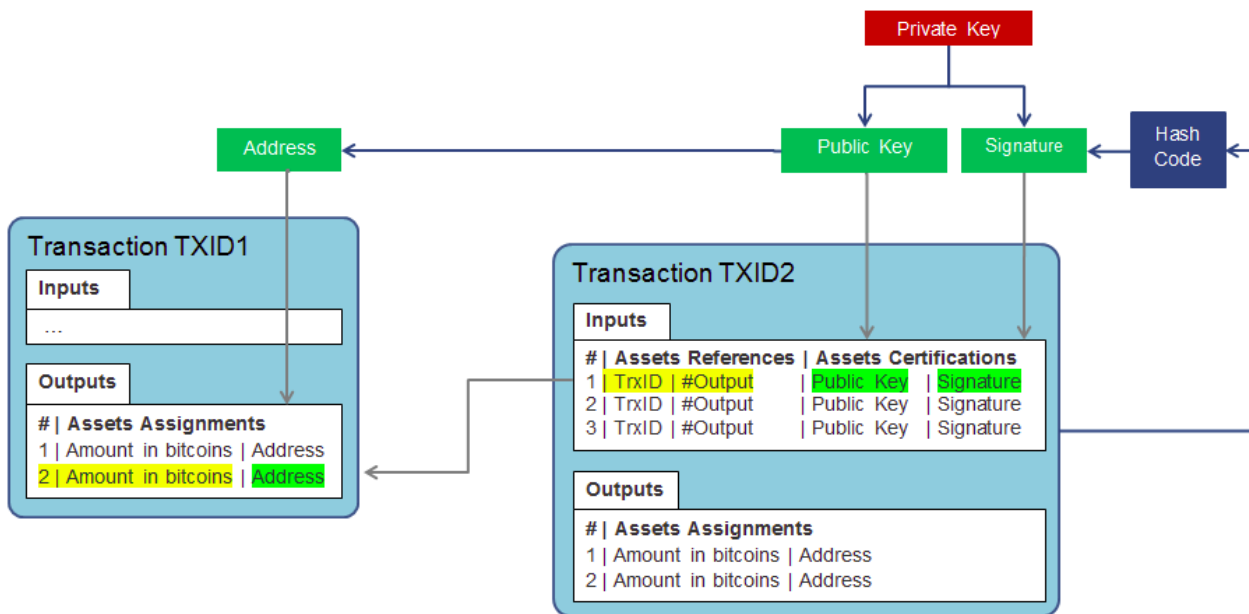 Private Key
Address
Public Key
Signature
Hash
Code
Transaction TXID1
Inputs
...
Outputs
# | Assets Assignments
1 | Amount in bitcoins | Address
2 | Amount in bitcoins | Address
Transaction TXID2
Inputs
# | Assets References | Assets Certifications
1 | TrxID | #Output | Public Key | Signature
2 | TrxID | #Output | Public Key | Signature
3 | TrxID | #Output | Public Key | Signature
Outputs
# | Assets Assignments
1 | Amount in bitcoins | Address
2 | Amount in bitcoins | Address